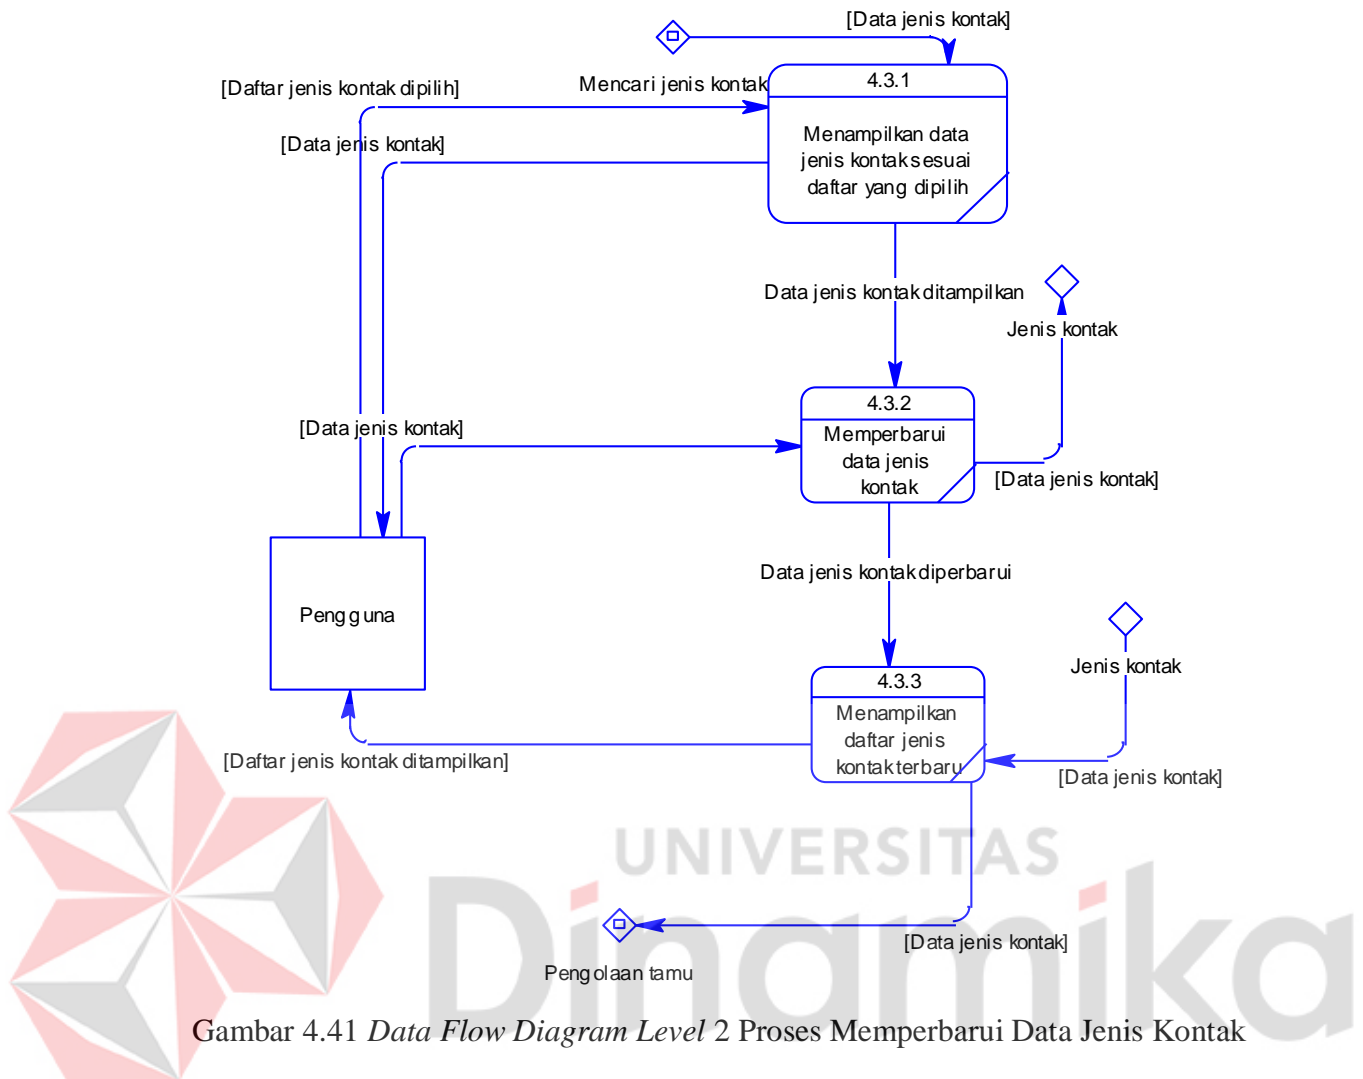 [Data jenis kontak]
[Daftar jenis kontak dipilih]
Mencari jenis kontak
4.3.1
Menampilkan data
jenis kontak sesuai
daftar yang dipilih
[Data jenis kontak]
Data jenis kontak ditampilkan
Jenis kontak
4.3.2
Memperbarui
data jenis
kontak
[Data jenis kontak]
[Data jenis kontak]
Data jenis kontak diperbarui
Pengguna
Jenis kontak
4.3.3
Menampilkan
daftar jenis
kontak terbaru
[Daftar jenis kontak ditampilkan]
[Data jenis kontak]
UNIVERSITAS
Dinamika
[Data jenis kontak]
Pengolaan tamu
Gambar 4.41 Data Flow Diagram Level 2 Proses Memperbarui Data Jenis Kontak